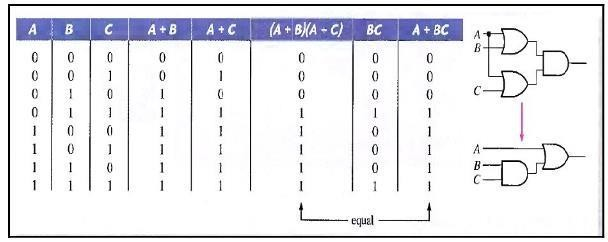 A B C A + B A + C (A + B)(A + C) BC A + BC
0 0 0 0 0 0 0 0
0 0 1 0 1 0 0 0
0 1 0 1 0 0 0 0
0 1 1 1 1 1 1 1
1 0 0 1 1 1 0 1
1 0 1 1 1 1 0 1
1 1 0 1 1 1 0 1
1 1 1 1 1 1 1 1
equal
A
B
C
A
B
C